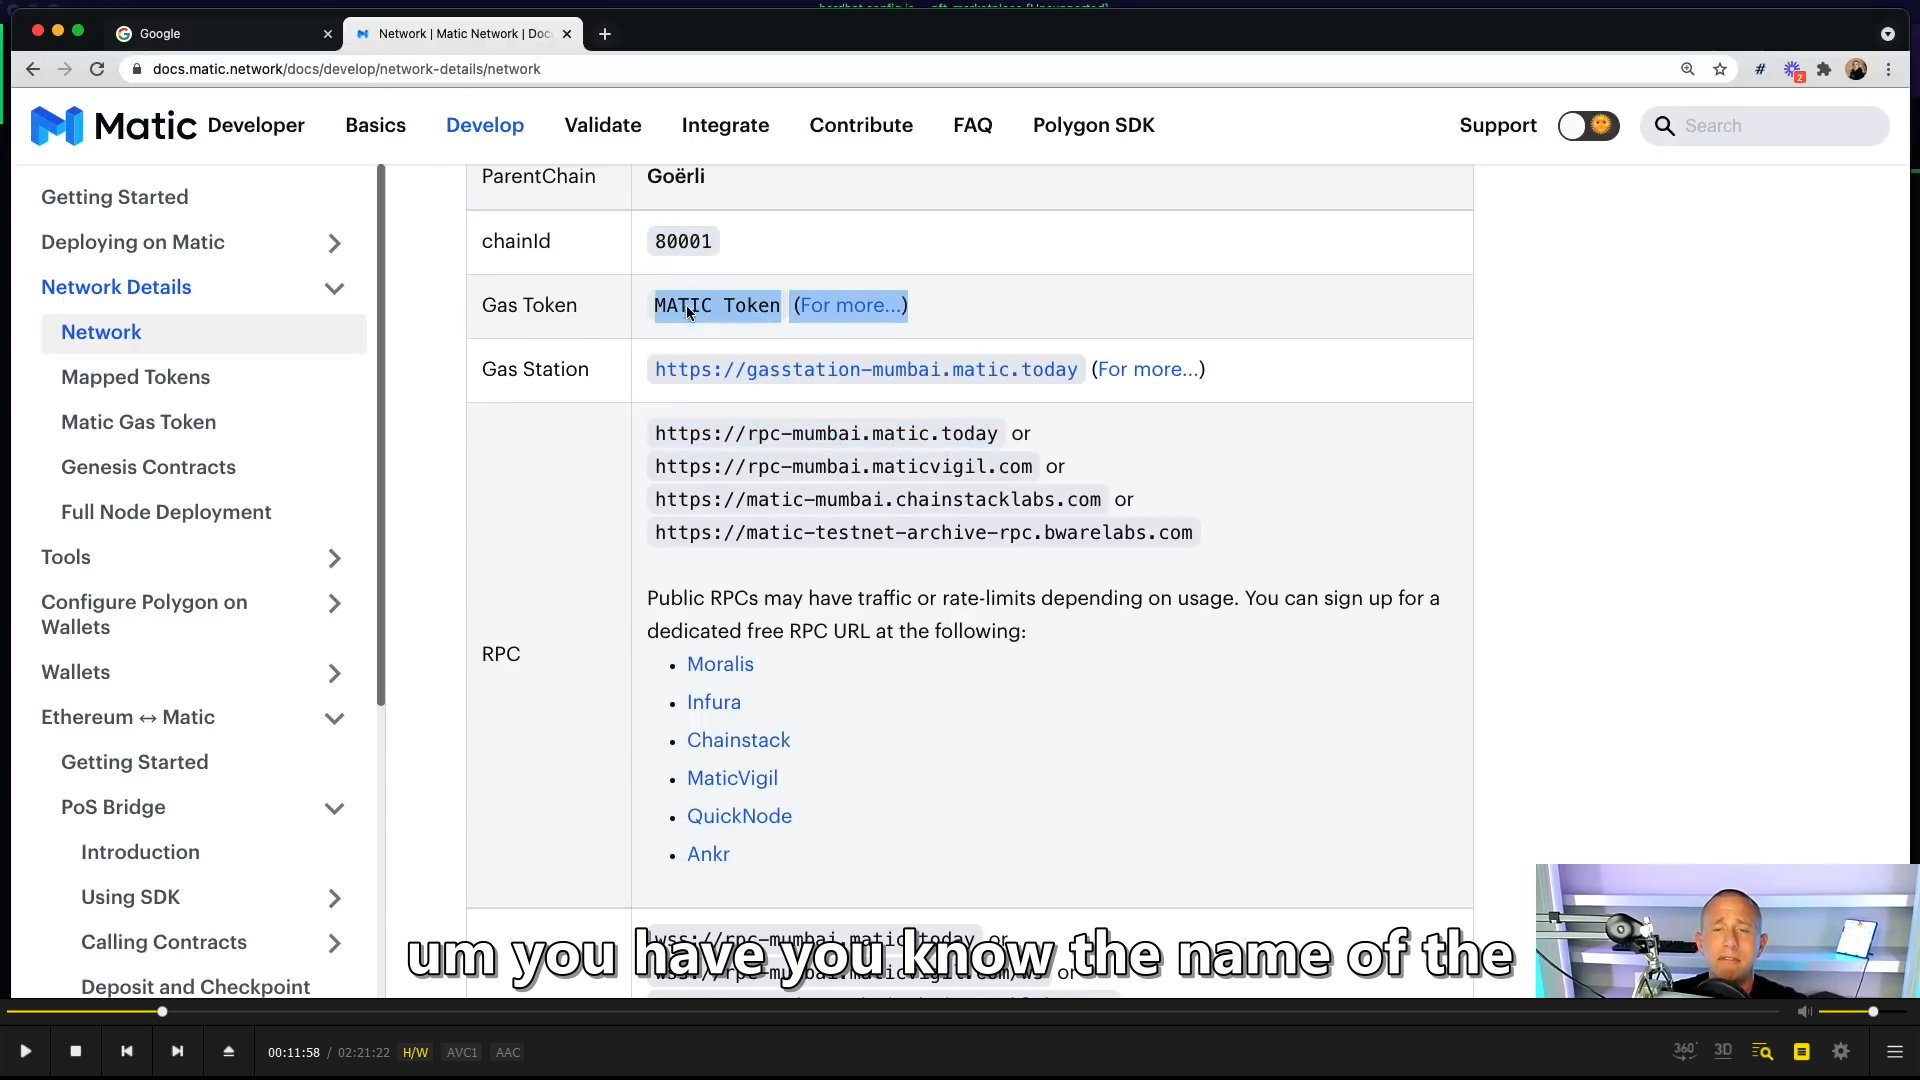 Google
Network | Matic Network | Doc
docs.matic.network/docs/develop/network-details/network
2
Matic Developer Basics Develop Validate Integrate Contribute FAQ Polygon SDK Support Search
Getting Started
Deploying on Matic
Network Details
Network
Mapped Tokens
Matic Gas Token
Genesis Contracts
Full Node Deployment
Tools
Configure Polygon on
Wallets
Wallets
Ethereum ↔ Matic
Getting Started
PoS Bridge
Introduction
Using SDK
Calling Contracts
Deposit and Checkpoint
ParentChain Goërli
chainId 80001
Gas Token MATIC Token (For more...)
Gas Station https://gasstation-mumbai.matic.today (For more...)
RPC
https://rpc-mumbai.matic.today or
https://rpc-mumbai.maticvigil.com or
https://matic-mumbai.chainstacklabs.com or
https://matic-testnet-archive-rpc.bwarelabs.com
Public RPCs may have traffic or rate-limits depending on usage. You can sign up for a
dedicated free RPC URL at the following:
• Moralis
• Infura
• Chainstack
• MaticVigil
• QuickNode
• Ankr
wss://rpc-mumbai.matic.today or
wss://rpc-mumbai.maticvigil.com/ws or
um you have you know the name of the
00:11:58 / 02:21:22 H/W AVC1 AAC
360° 3D